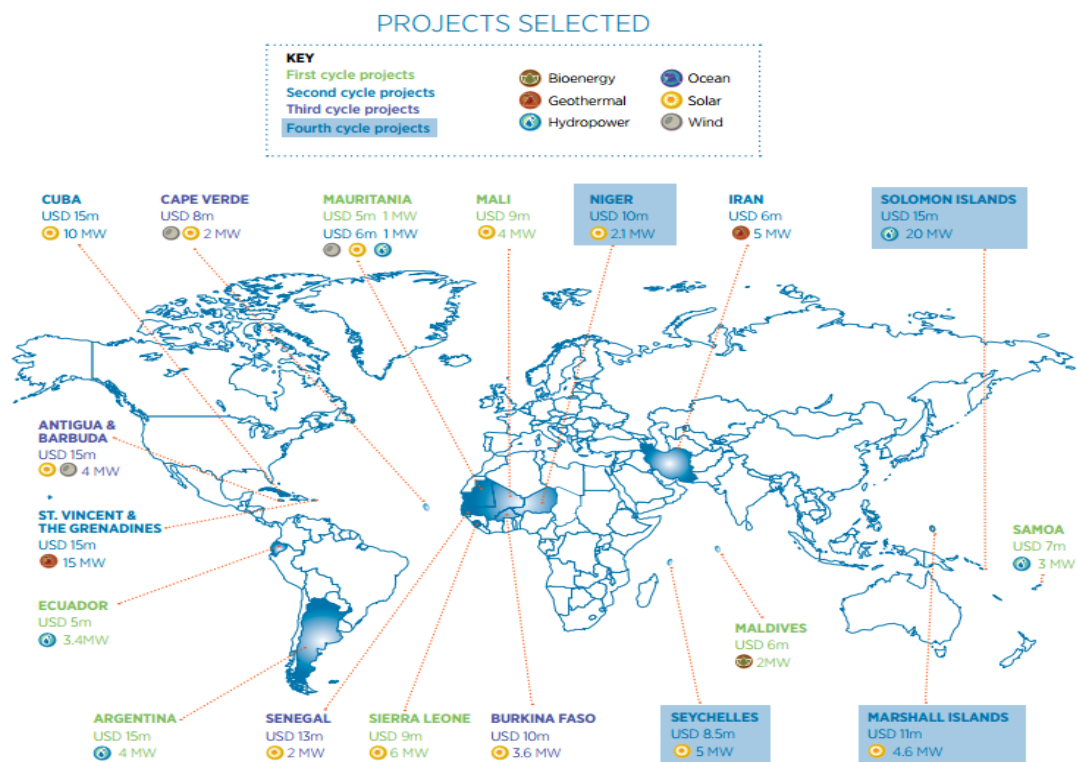 PROJECTS SELECTED
KEY
First cycle projects
Second cycle projects
Third cycle projects
Fourth cycle projects
Bioenergy
Geothermal
Hydropower
Ocean
Solar
Wind
CUBA
USD 15m
10 MW
CAPE VERDE
USD 8m
2 MW
MAURITANIA
USD 5m 1 MW
USD 6m 1 MW
MALI
USD 9m
4 MW
NIGER
USD 10m
2.1 MW
IRAN
USD 6m
5 MW
SOLOMON ISLANDS
USD 15m
20 MW
ANTIGUA &
BARBUDA
USD 15m
4 MW
ST. VINCENT &
THE GRENADINES
USD 15m
15 MW
ECUADOR
USD 5m
3.4MW
SAMOA
USD 7m
3 MW
MALDIVES
USD 6m
2MW
ARGENTINA
USD 15m
4 MW
SENEGAL
USD 13m
2 MW
SIERRA LEONE
USD 9m
6 MW
BURKINA FASO
USD 10m
3.6 MW
SEYCHELLES
USD 8.5m
5 MW
MARSHALL ISLANDS
USD 11m
4.6 MW